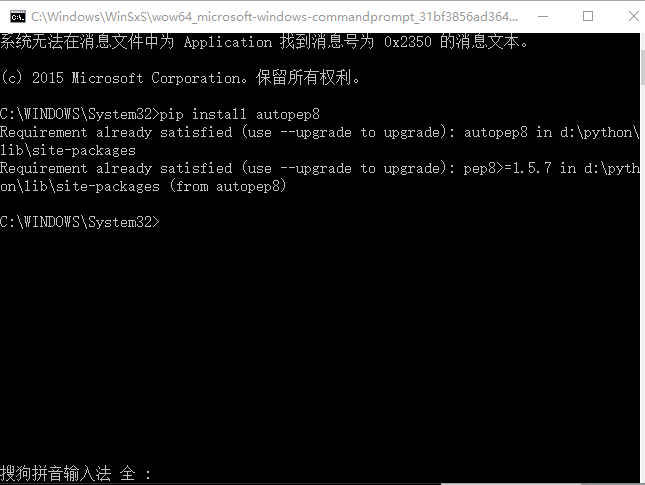 C:\Windows\WinSxS\wow64_microsoft-windows-commandprompt_31bf3856ad364...
系统无法在消息文件中为 Application 找到消息号为 0x2350 的消息文本。
(c) 2015 Microsoft Corporation。保留所有权利。
C:\WINDOWS\System32>pip install autopep8
Requirement already satisfied (use --upgrade to upgrade): autopep8 in d:\python\
lib\site-packages
Requirement already satisfied (use --upgrade to upgrade): pep8>=1.5.7 in d:\pyth
on\lib\site-packages (from autopep8)
C:\WINDOWS\System32>
搜狗拼音输入法 全 :